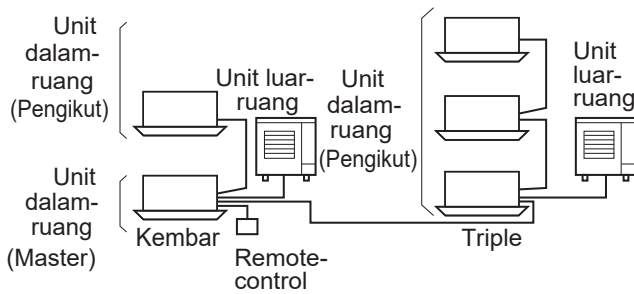 Unit
dalam-
ruang
(Pengikut)
Unit luar-
ruang
Unit
dalam-
ruang
(Pengikut)
Unit
luar-
ruang
Unit
dalam-
ruang
(Master)
Kembar
Remote-
control
Triple